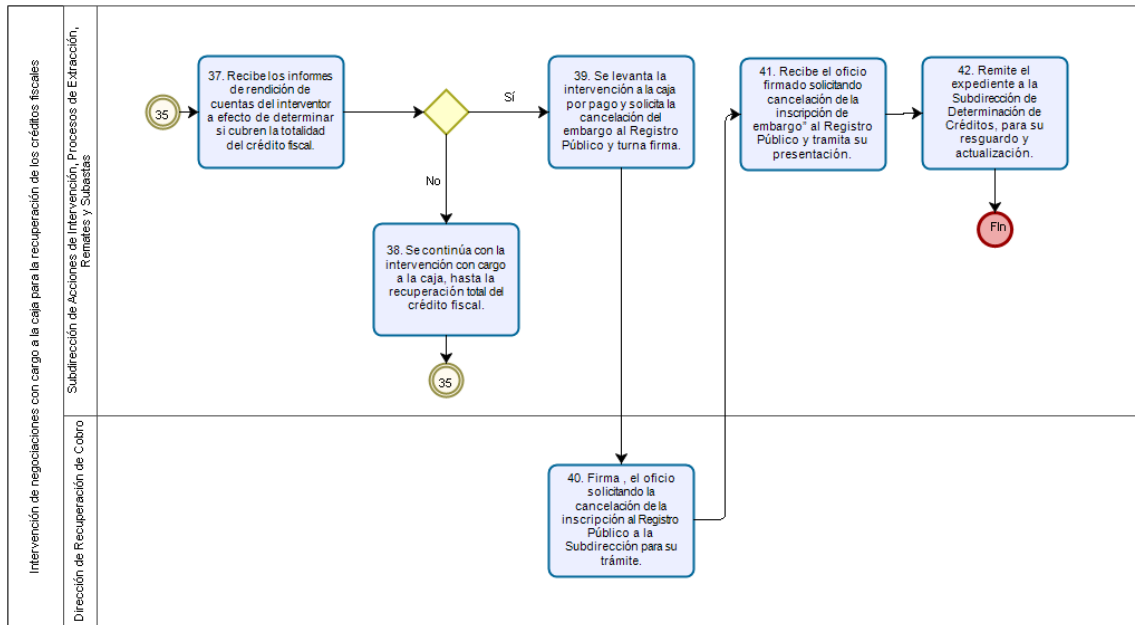 Intervención de negociaciones con cargo a la caja para la recuperación de los créditos fiscales
Subdirección de Acciones de Intervención, Procesos de Extracción,
Remates y Subastas
35
37. Recibe los informes
de rendición de
cuentas del interventor
a efecto de determinar
si cubren la totalidad
del crédito fiscal.
Sí
No
38. Se continúa con la
intervención con cargo
a la caja, hasta la
recuperación total del
crédito fiscal.
35
39. Se levanta la
intervención a la caja
por pago y solicita la
cancelación del
embargo al Registro
Público y turna firma.
41. Recibe el oficio
firmado solicitando
cancelación de la
inscripción de
embargo" al Registro
Público y tramita su
presentación.
42. Remite el
expediente a la
Subdirección de
Determinación de
Créditos, para su
resguardo y
actualización.
Fin
Dirección de Recuperación de Cobro
40. Firma , el oficio
solicitando la
cancelación de la
inscripción al Registro
Público a la
Subdirección para su
trámite.